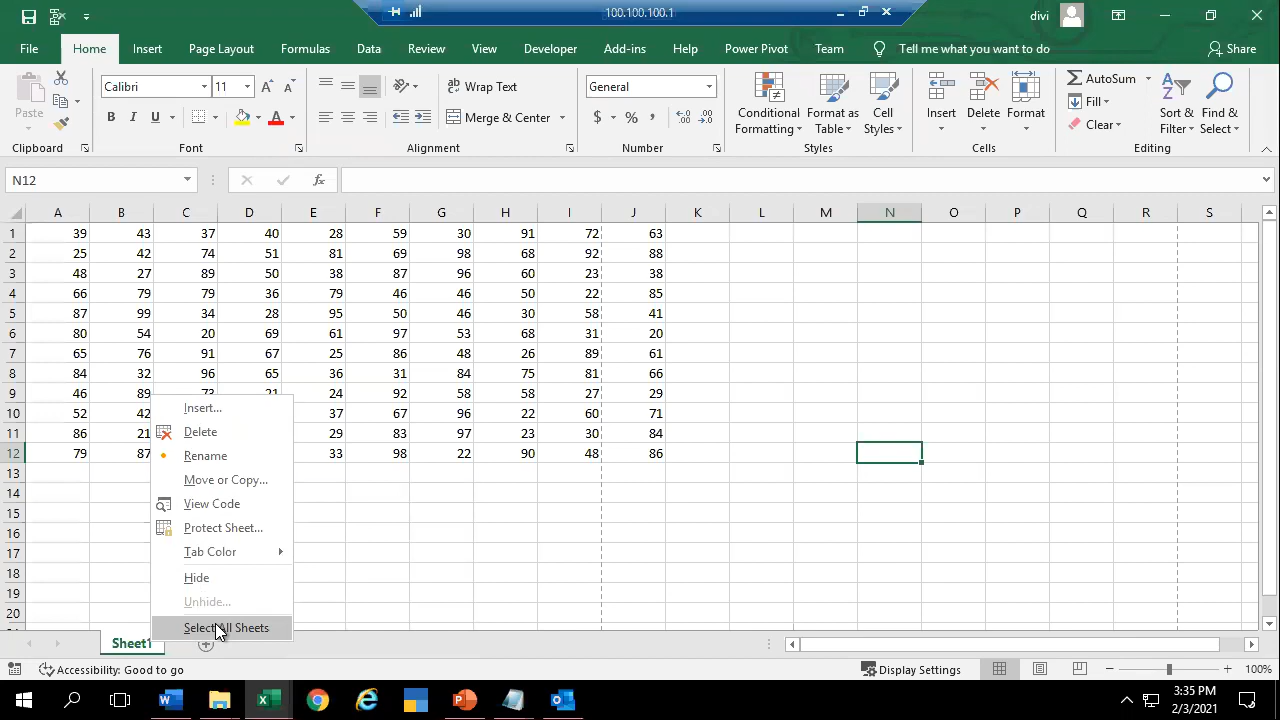 100.100.100.1
divi
File Home Insert Page Layout Formulas Data Review View Developer Add-ins Help Power Pivot Team Tell me what you want to do Share
Paste
Clipboard
Calibri 11 A A
B I U A
Font
ab Wrap Text
Merge & Center
Alignment
General
$ % , .00 .0
Number
Conditional Formatting
Format as Table
Cell Styles
Styles
Insert Delete Format
Cells
AutoSum
Fill
Clear
Sort & Filter
Find & Select
Editing
N12 fx
A B C D E F G H I J K L M N O P Q R S
1 39 43 37 40 28 59 30 91 72 63
2 25 42 74 51 81 69 98 68 92 88
3 48 27 89 50 38 87 96 60 23 38
4 66 79 79 36 79 46 46 50 22 85
5 87 99 34 28 95 50 46 30 58 41
6 80 54 20 69 61 97 53 68 31 20
7 65 76 91 67 25 86 48 26 89 61
8 84 32 96 65 36 31 84 75 81 66
9 46 89 73 21 24 92 58 58 27 29
10 52 42 37 67 96 22 60 71
11 86 21 29 83 97 23 30 84
12 79 87 33 98 22 90 48 86
13
14
15
16
17
18
19
20
Insert...
Delete
Rename
Move or Copy...
View Code
Protect Sheet...
Tab Color
Hide
Unhide...
Select All Sheets
Sheet1
Accessibility: Good to go
Display Settings
100%
3:35 PM
2/3/2021